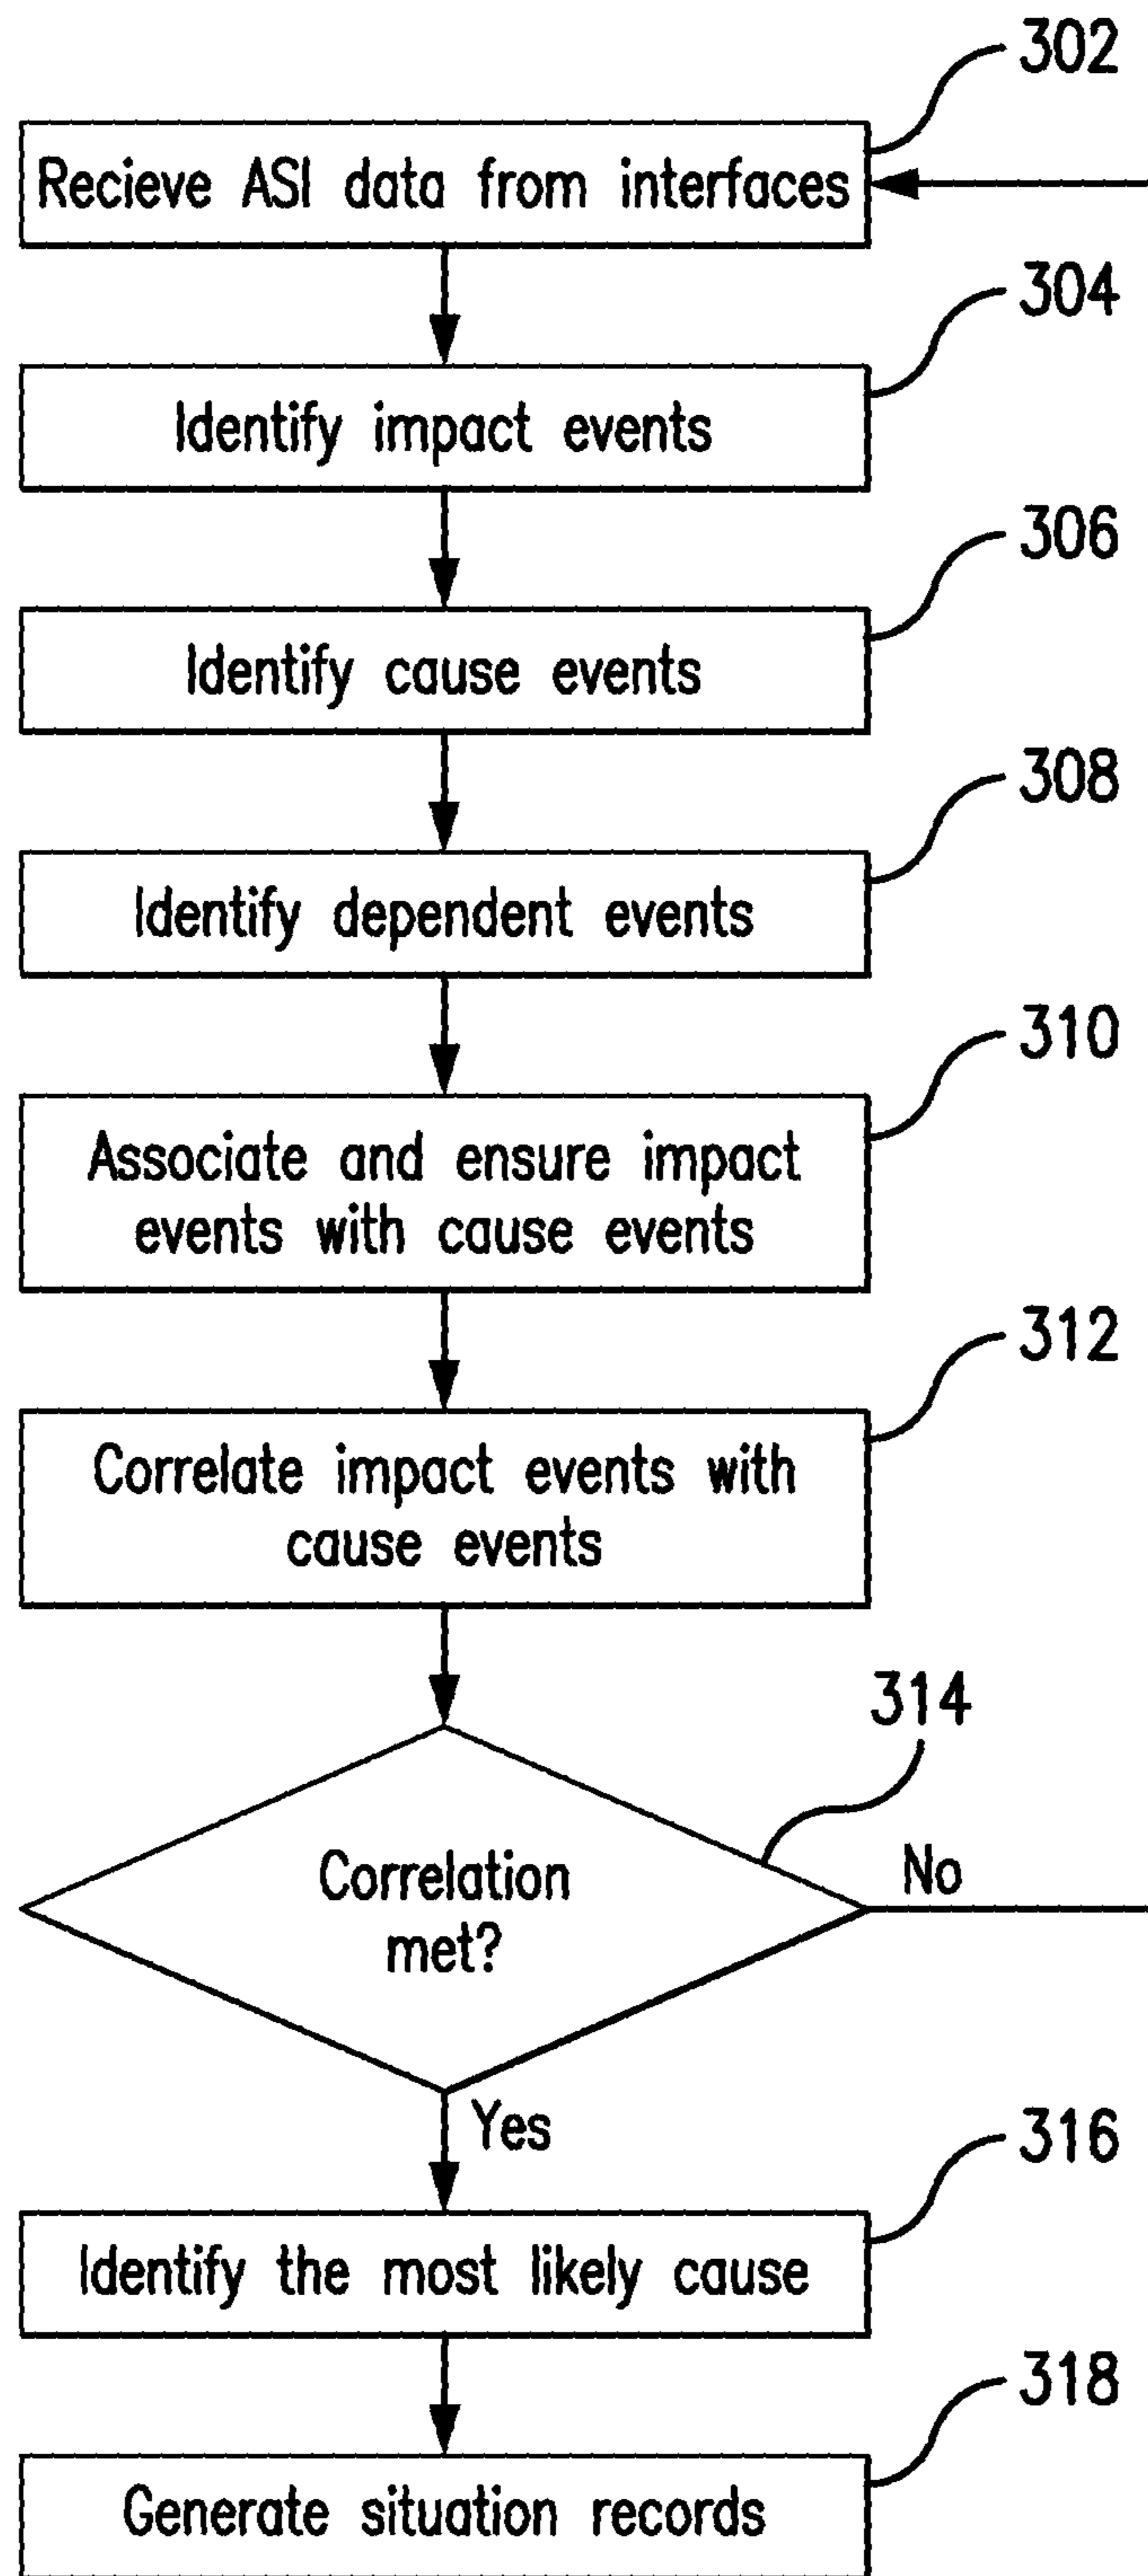 302
Recieve ASI data from interfaces
304
Identify impact events
306
Identify cause events
308
Identify dependent events
310
Associate and ensure impact
events with cause events
312
Correlate impact events with
cause events
314
Correlation
met?
No
Yes
316
Identify the most likely cause
318
Generate situation records